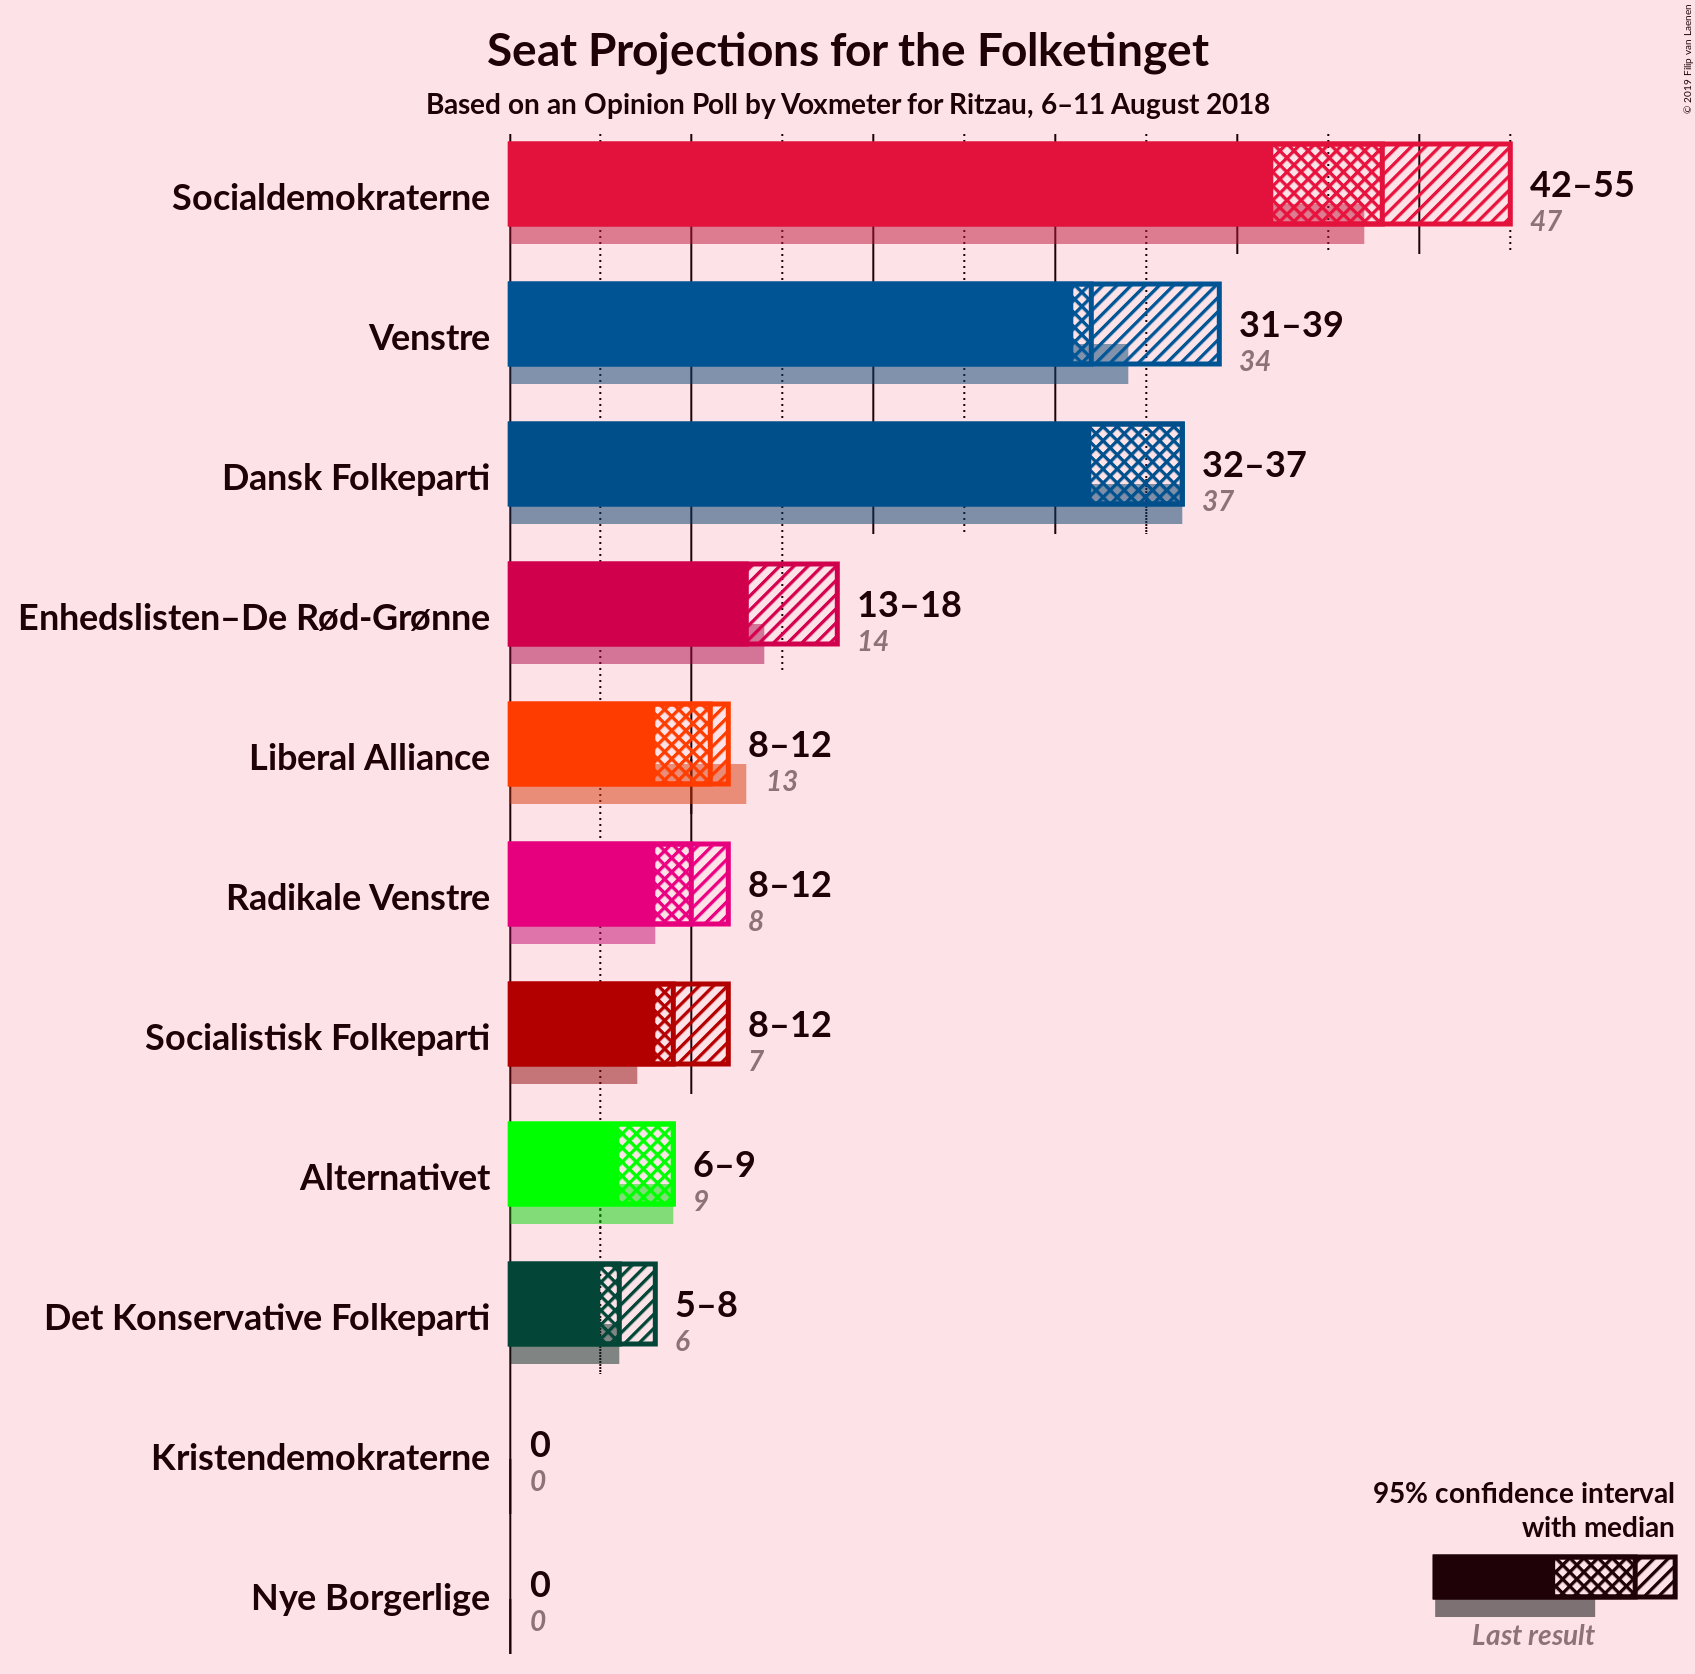 Seat Projections for the Folketinget
Based on an Opinion Poll by Voxmeter for Ritzau, 6–11 August 2018
© 2019 Filip van Laenen
Socialdemokraterne
42–55
47
Venstre
31–39
34
Dansk Folkeparti
32–37
37
Enhedslisten–De Rød-Grønne
13–18
14
Liberal Alliance
8–12
13
Radikale Venstre
8–12
8
Socialistisk Folkeparti
8–12
7
Alternativet
6–9
9
Det Konservative Folkeparti
5–8
6
Kristendemokraterne
0
0
Nye Borgerlige
0
0
95% confidence interval
with median
Last result